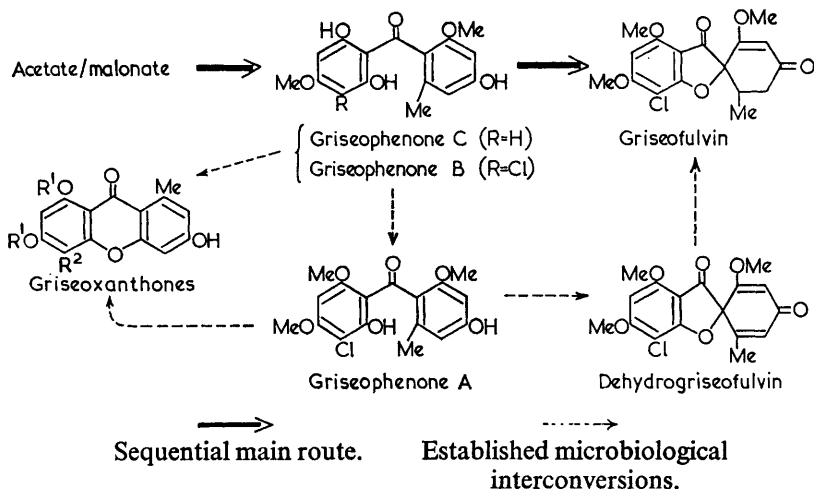 HO
O
OMe
OMe
O
OMe
Acetate/malonate
MeO
OH
OH
MeO
O
O
R
Me
Cl
Me
Griseophenone C (R=H)
Griseofulvin
Griseophenone B (R=Cl)
R¹O
O
Me
R¹O
R²
O
OH
Griseoxanthones
MeO
O
OMe
OMe
O
OMe
MeO
OH
OH
MeO
O
O
Cl
Me
Cl
Me
Griseophenone A
Dehydrogriseofulvin
Sequential main route.
Established microbiological
interconversions.